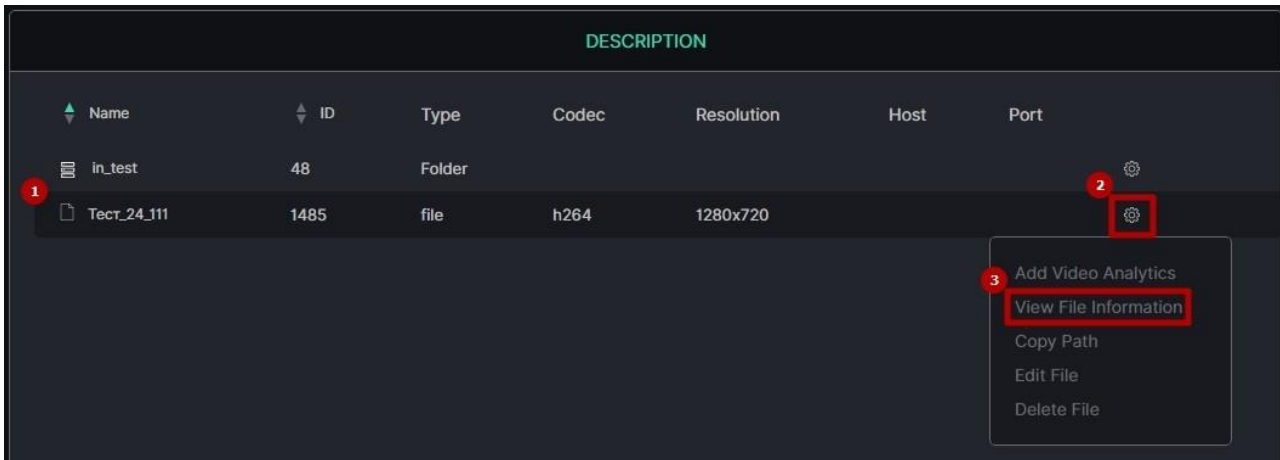 DESCRIPTION
Name ID Type Codec Resolution Host Port
in_test 48 Folder
1
2
Тест_24_111 1485 file h264 1280x720
Add Video Analytics
3
View File Information
Copy Path
Edit File
Delete File